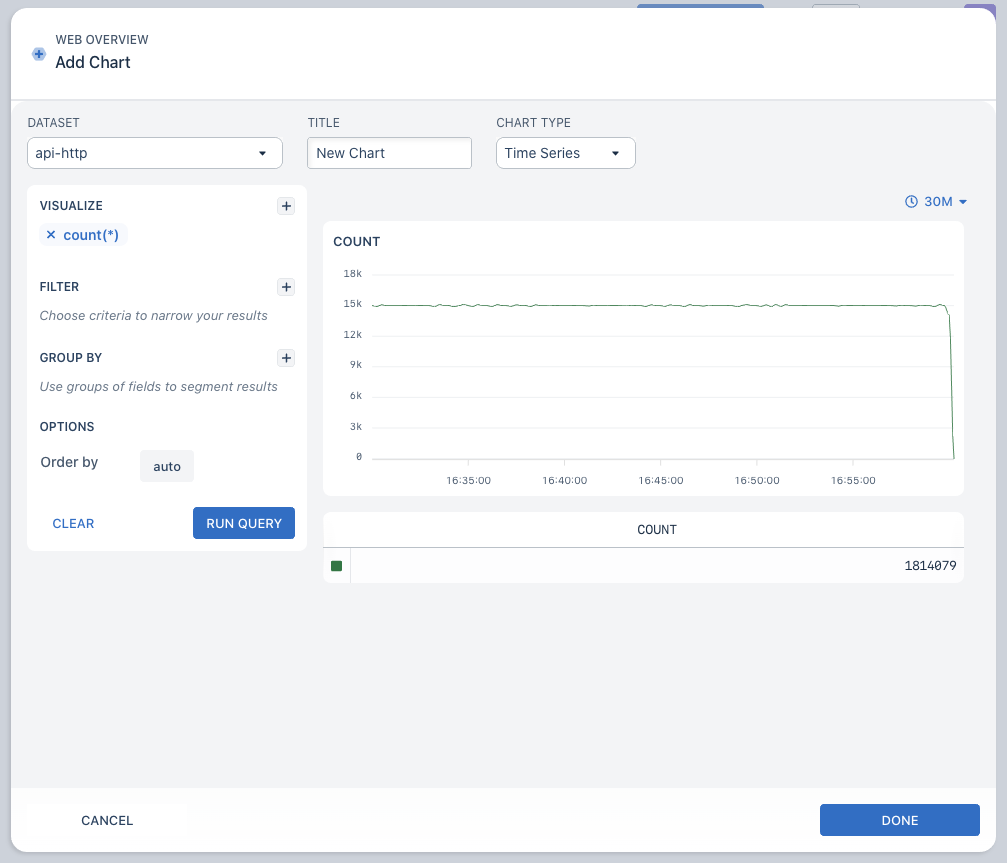 WEB OVERVIEW
Add Chart
DATASET
TITLE
CHART TYPE
api-http
New Chart
Time Series
VISUALIZE
30M
count(*)
COUNT
FILTER
Choose criteria to narrow your results
GROUP BY
Use groups of fields to segment results
OPTIONS
Order by
auto
CLEAR
RUN QUERY
18k
15k
12k
9k
6k
3k
0
16:35:00 16:40:00 16:45:00 16:50:00 16:55:00
COUNT
1814079
CANCEL
DONE